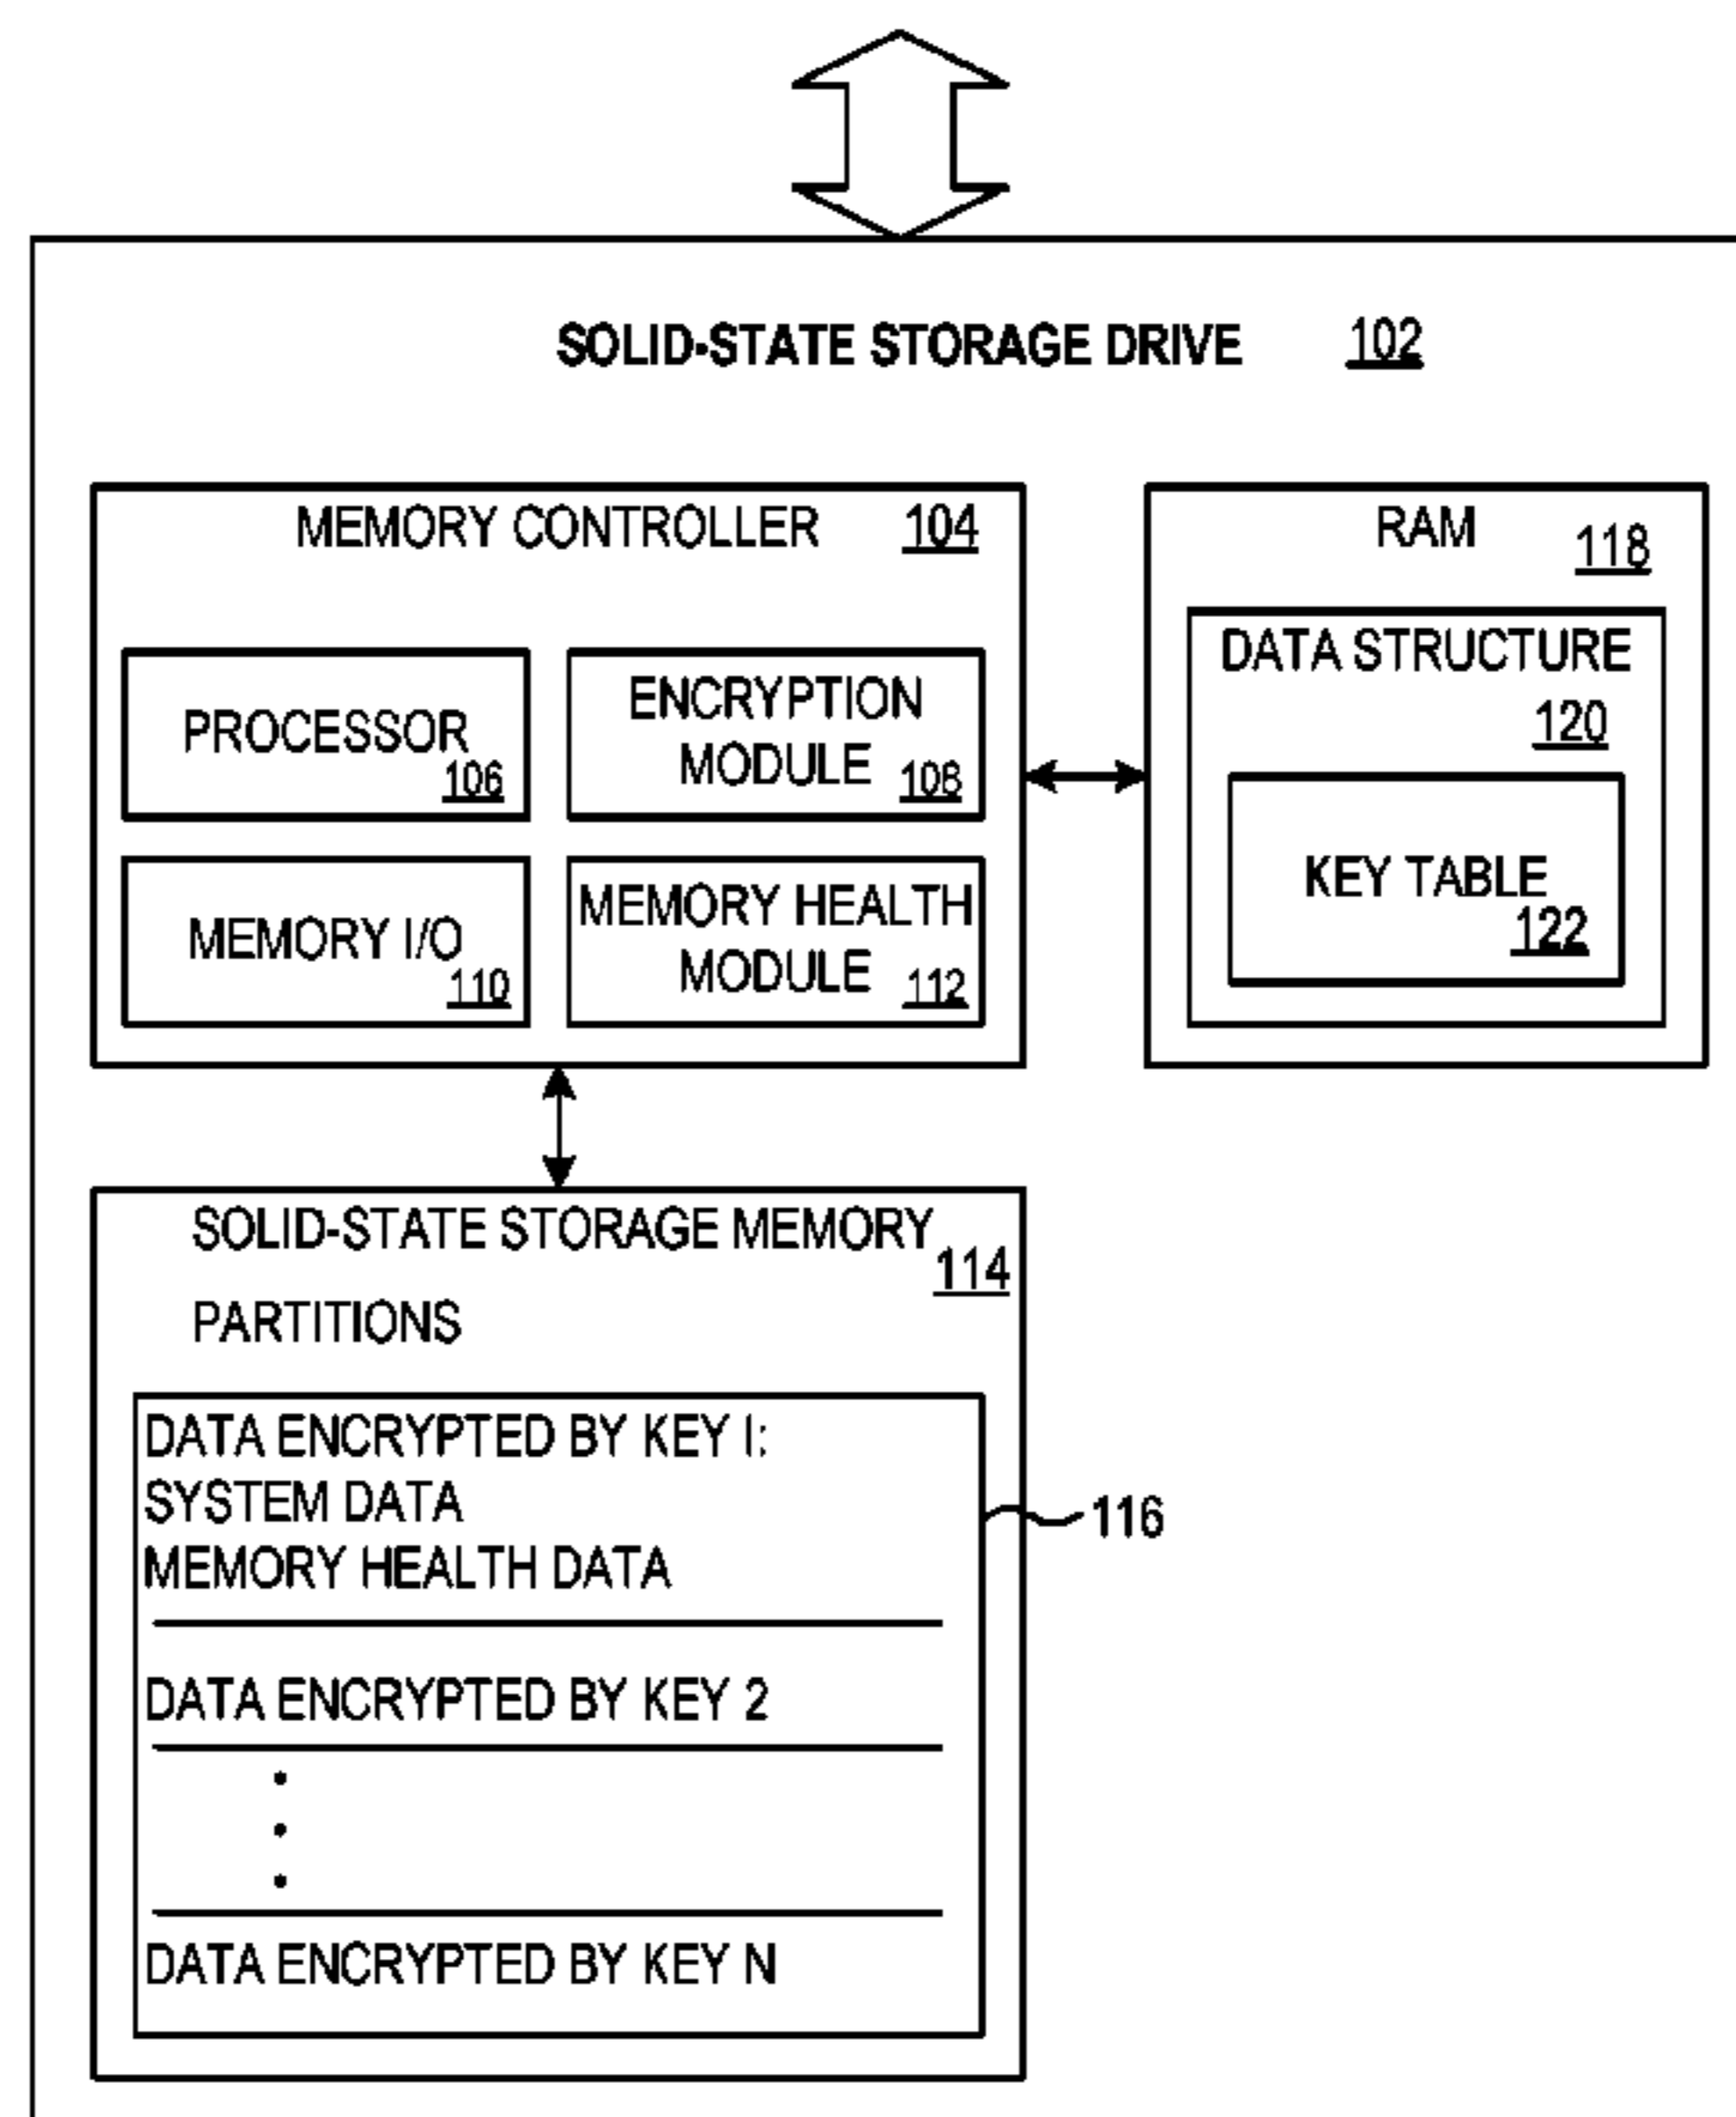 SOLID-STATE STORAGE DRIVE 102
MEMORY CONTROLLER 104
PROCESSOR
106
ENCRYPTION
MODULE 108
MEMORY I/O
110
MEMORY HEALTH
MODULE 112
RAM
118
DATA STRUCTURE
120
KEY TABLE
122
SOLID-STATE STORAGE MEMORY
114
PARTITIONS
DATA ENCRYPTED BY KEY I:
SYSTEM DATA
MEMORY HEALTH DATA
116
DATA ENCRYPTED BY KEY 2
DATA ENCRYPTED BY KEY N